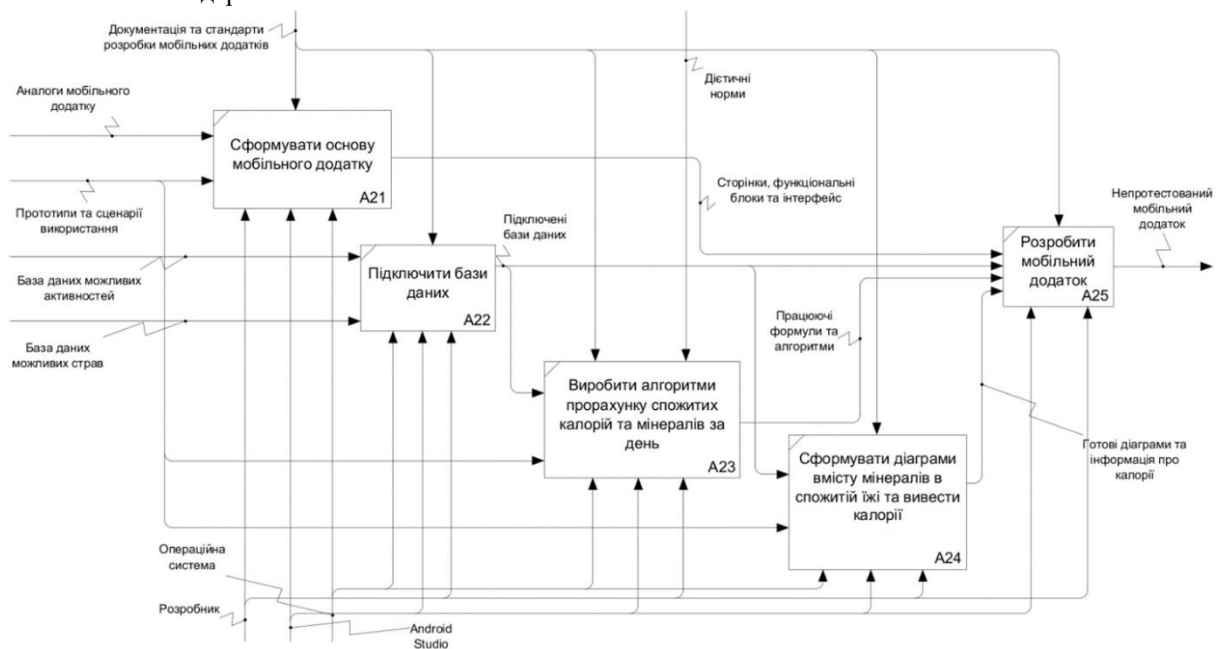 Документація та стандарти
розробки мобільних додатків
Аналоги мобільного
додатку
Дієтичні
норми
Сформувати основу
мобільного додатку
A21
Прототипи та сценарії
використання
Сторінки, функціональні
блоки та інтерфейс
Непротестований
мобільний
додаток
Підключені
бази даних
Розробити
мобільний
додаток
A25
База даних можливих
активностей
Підключити бази
даних
A22
База даних
можливих страв
Працюючі
формули та
алгоритми
Виробити алгоритми
прорахунку спожитих
калорій та мінералів за
день
A23
Готові діаграми та
інформація про
калорії
Сформувати діаграми
вмісту мінералів в
спожитій їжі та вивести
калорії
A24
Операційна
система
Розробник
Android
Studio